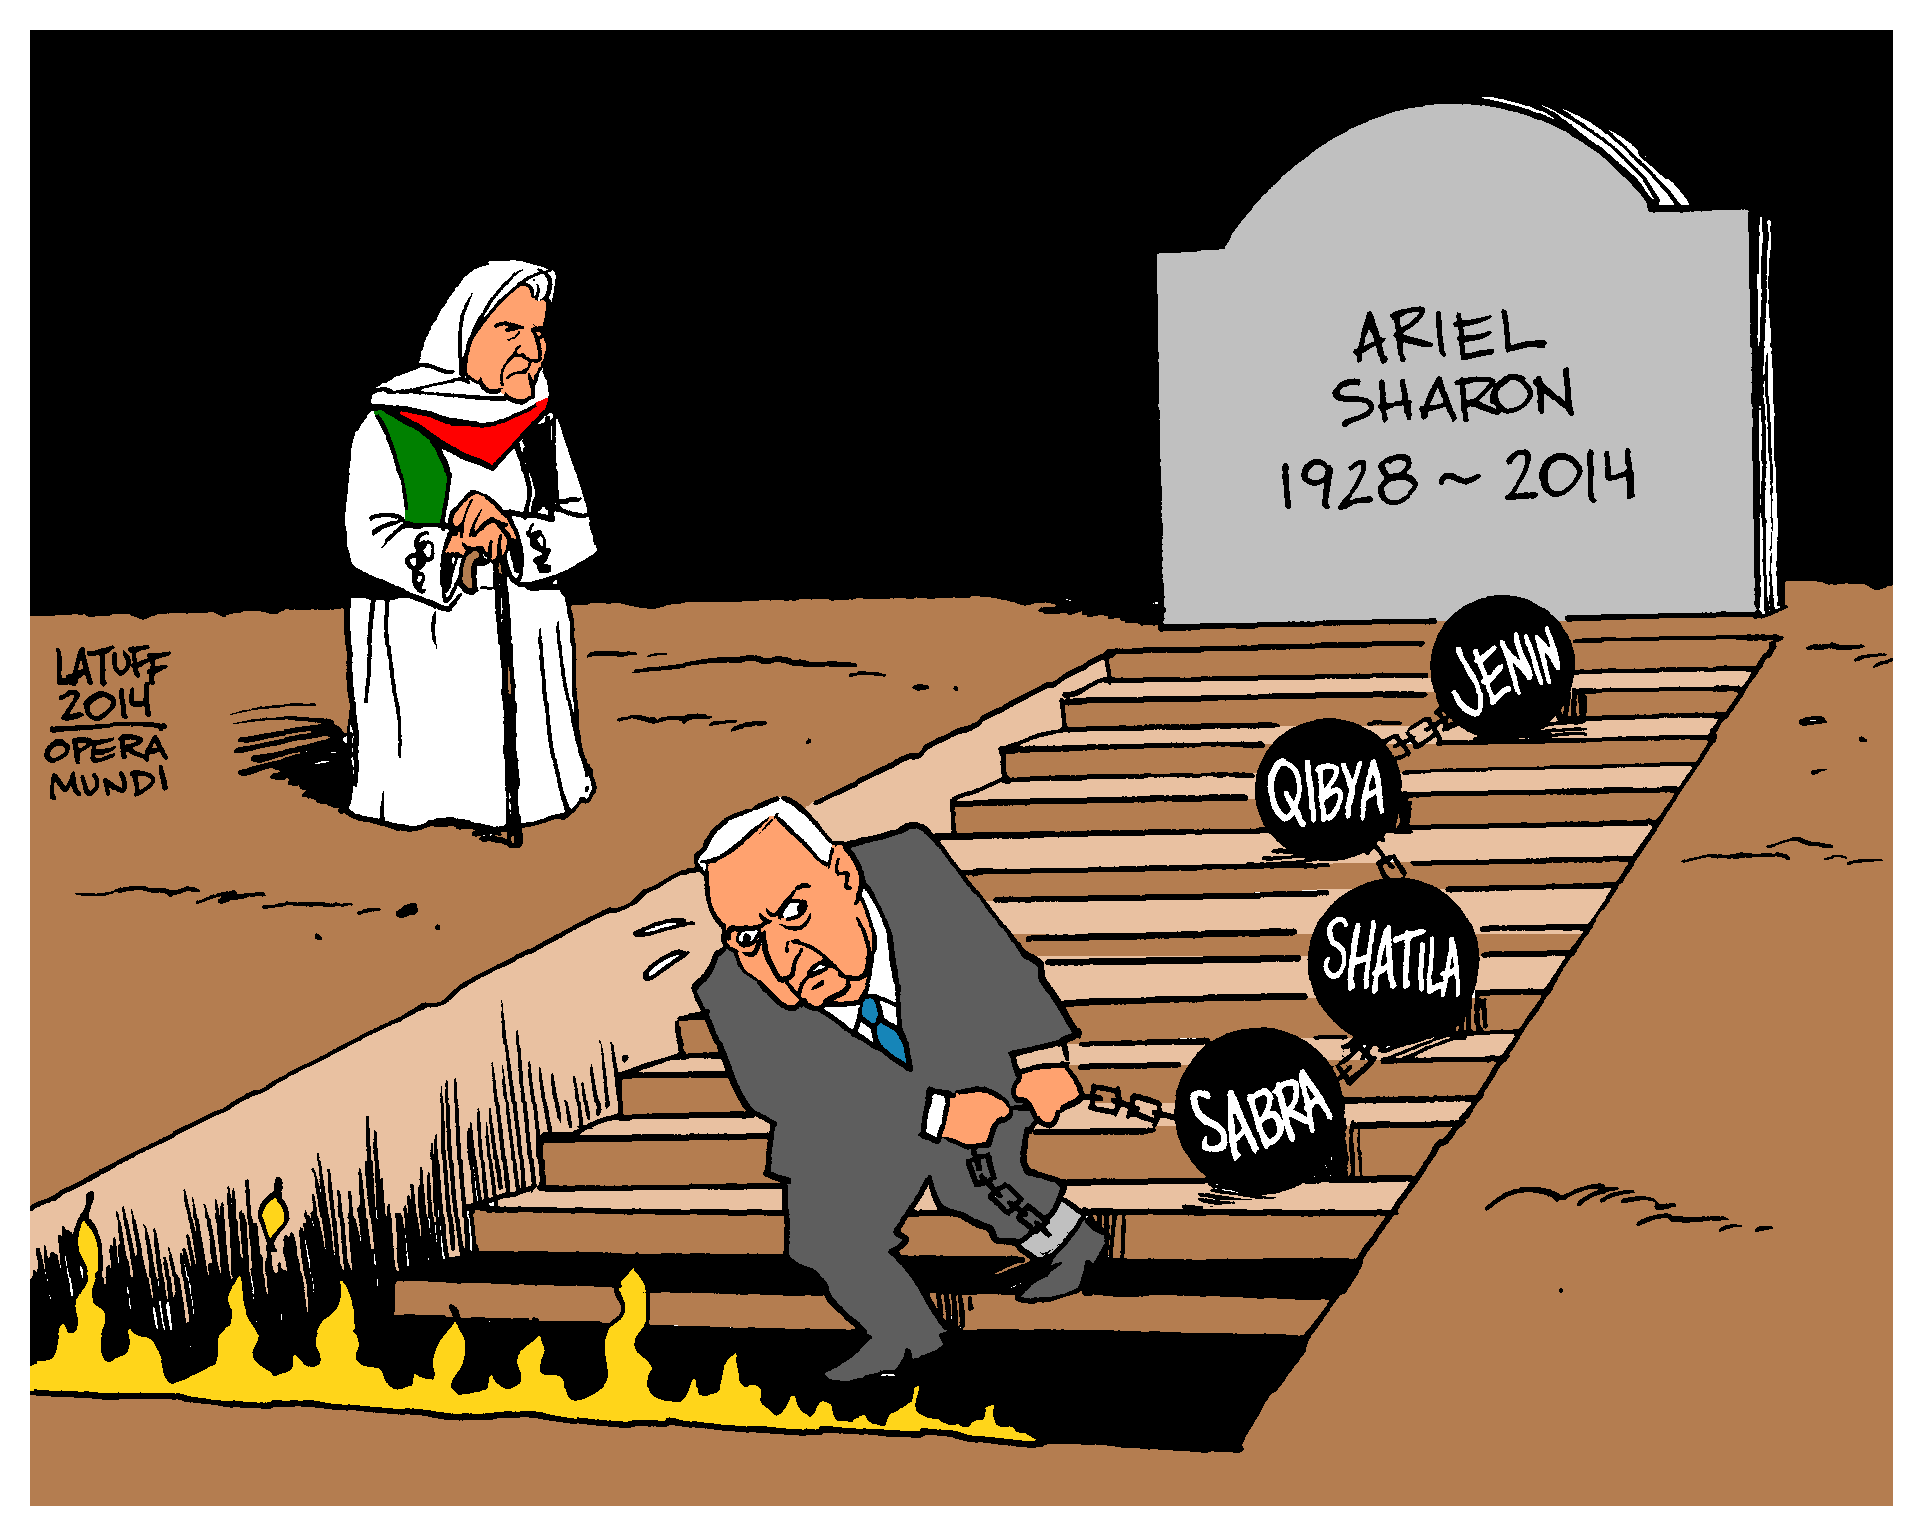 ARIEL
SHARON
1928 ~ 2014
JENIN
QIBYA
SHATILA
SABRA
LATUFF
2014
OPERA
MUNDI